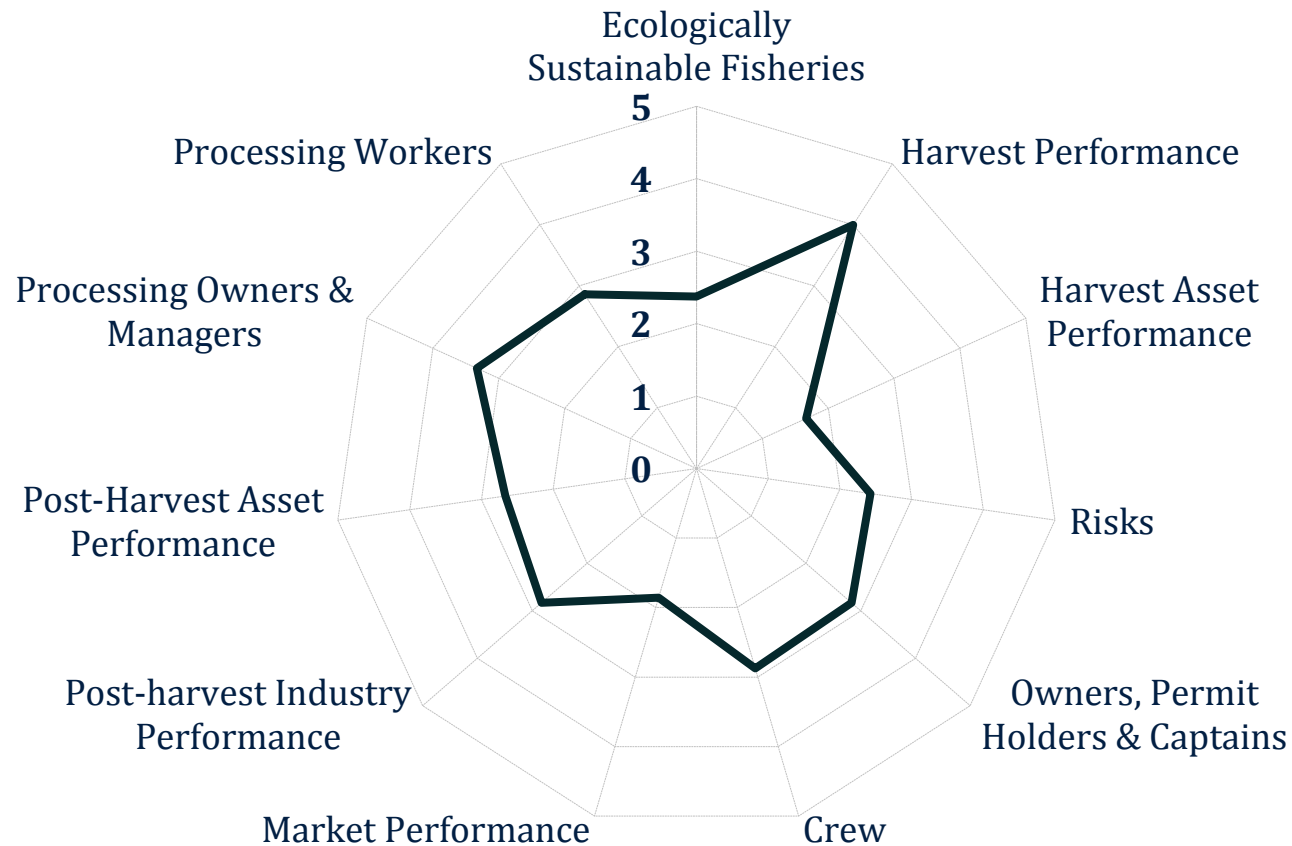 Ecologically
Sustainable Fisheries
5
Processing Workers
Harvest Performance
4
3
Processing Owners &
Managers
Harvest Asset
Performance
2
1
0
Post-Harvest Asset
Performance
Risks
Post-harvest Industry
Performance
Owners, Permit
Holders & Captains
Market Performance
Crew